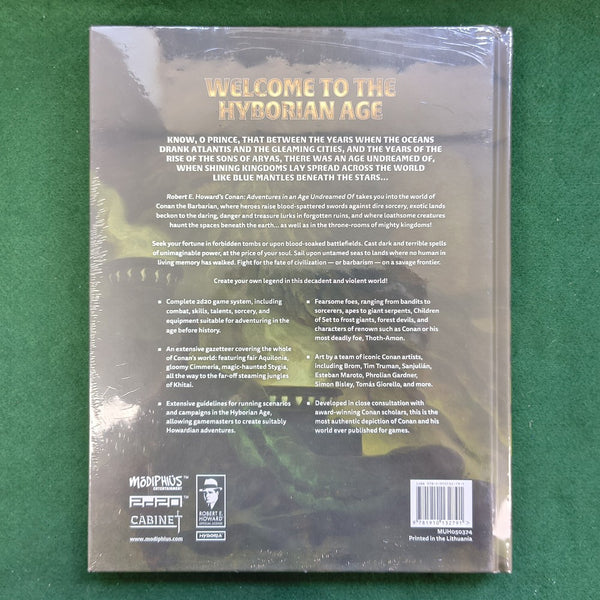 WELCOME TO THE
HYBORIAN AGE
KNOW, O PRINCE, THAT BETWEEN THE YEARS WHEN THE OCEANS
DRANK ATLANTIS AND THE GLEAMING CITIES, AND THE YEARS OF THE
RISE OF THE SONS OF ARYAS, THERE WAS AN AGE UNDREAMED OF,
WHEN SHINING KINGDOMS LAY SPREAD ACROSS THE WORLD
LIKE BLUE MANTLES BENEATH THE STARS...
Robert E. Howard's Conan: Adventures in an Age Undreamed Of takes you into the world of
Conan the Barbarian, where heroes raise blood-spattered swords against dire sorcery, exotic lands
beckon to the daring, danger and treasure lurks in forgotten ruins, and where loathsome creatures
haunt the spaces beneath the earth... as well as in the throne-rooms of mighty kingdoms!
Seek your fortune in forbidden tombs or upon blood-soaked battlefields. Cast dark and terrible spells
of unimaginable power, at the price of your soul. Sail upon untamed seas to lands where no human in
living memory has walked. Fight for the fate of civilization — or barbarism — on a savage frontier.
Create your own legend in this decadent and violent world!
Complete 2d20 game system, including
combat, skills, talents, sorcery, and
equipment suitable for adventuring in the
age before history.
An extensive gazetteer covering the whole
of Conan's world: featuring fair Aquilonia,
gloomy Cimmeria, magic-haunted Stygia,
all the way to the far-off steaming jungles
of Khitai.
Extensive guidelines for running scenarios
and campaigns in the Hyborian Age,
allowing gamemasters to create suitably
Howardian adventures.
Fearsome foes, ranging from bandits to
sorcerers, apes to giant serpents, Children
of Set to frost giants, forest devils, and
characters of renown such as Conan or his
most deadly foe, Thoth-Amon.
Art by a team of iconic Conan artists,
including Brom, Tim Truman, Sanjulián,
Esteban Maroto, Phroilan Gardner,
Simon Bisley, Tomás Giorello, and more.
Developed in close consultation with
award-winning Conan scholars, this is the
most authentic depiction of Conan and his
world ever published for games.
MODIPHIÜS
ENTERTAINMENT
2D20
CABINET
www.modiphius.com
ROBERT E.
HOWARD
HYBORIA
MUH050374
Printed in the Lithuania